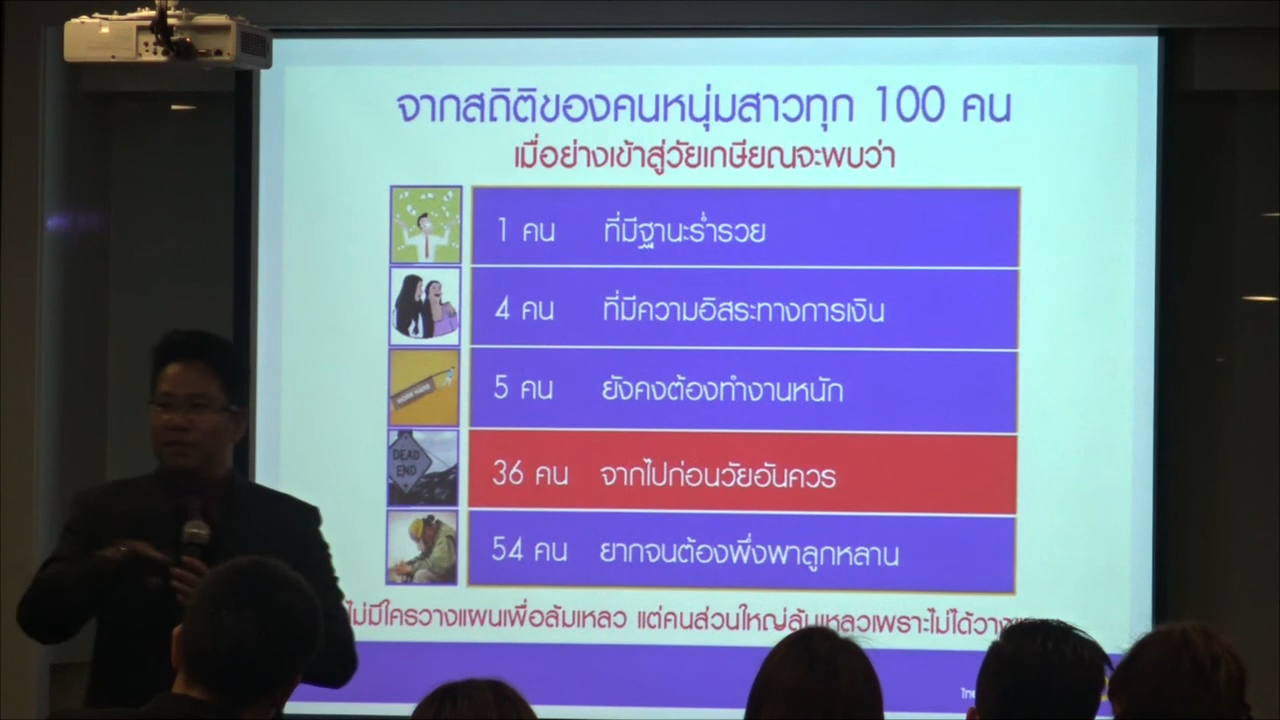 จากสถิติของคนหนุ่มสาวทุก 100 คน
เมื่อย่างเข้าสู่วัยเกษียณจะพบว่า
1 คน ที่มีฐานะร่ำรวย
4 คน ที่มีความอิสระทางการเงิน
WORK HARD
5 คน ยังคงต้องทำงานหนัก
DEAD
END
36 คน จากไปก่อนวัยอันควร
54 คน ยากจนต้องพึ่งพาลูกหลาน
ไม่มีใครวางแผนเพื่อล้มเหลว แต่คนส่วนใหญ่ล้มเหลวเพราะไม่ได้วาง